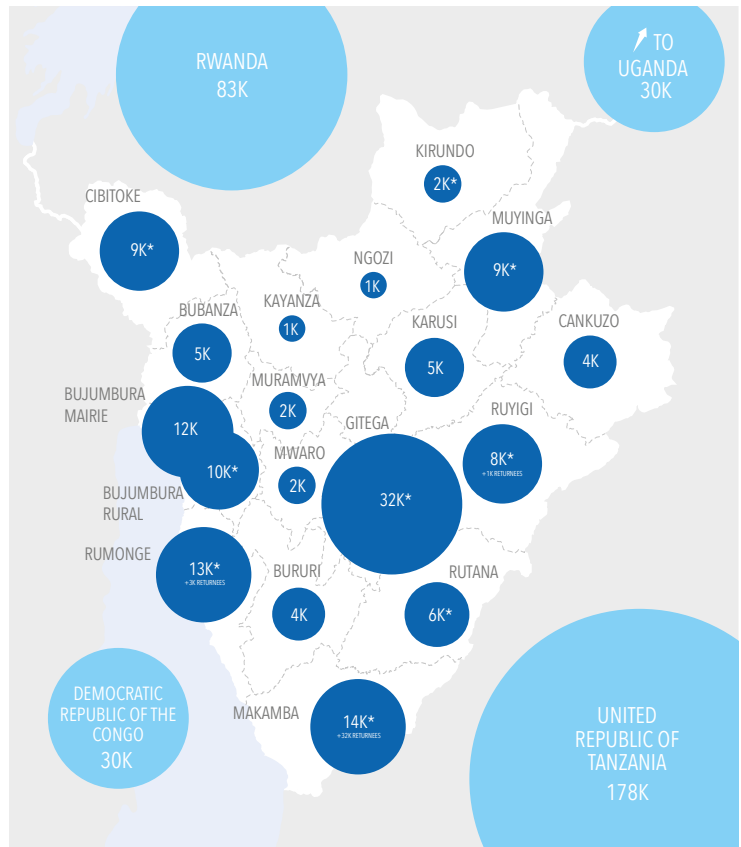 RWANDA
83K
TO
UGANDA
30K
KIRUNDO
2K*
CIBITOKE
9K*
MUYINGA
9K*
NGOZI
1K
KAYANZA
1K
BUBANZA
5K
KARUSI
5K
CANKUZO
4K
MURAMVYA
2K
BUJUMBURA
MAIRIE
12K
GITEGA
32K*
RUYIGI
8K*
+1K RETURNEES
MWARO
2K
10K*
BUJUMBURA
RURAL
RUMONGE
13K*
+3K RETURNEES
BURURI
4K
RUTANA
6K*
MAKAMBA
14K*
+32K RETURNEES
DEMOCRATIC
REPUBLIC OF THE
CONGO
30K
UNITED
REPUBLIC OF
TANZANIA
178K